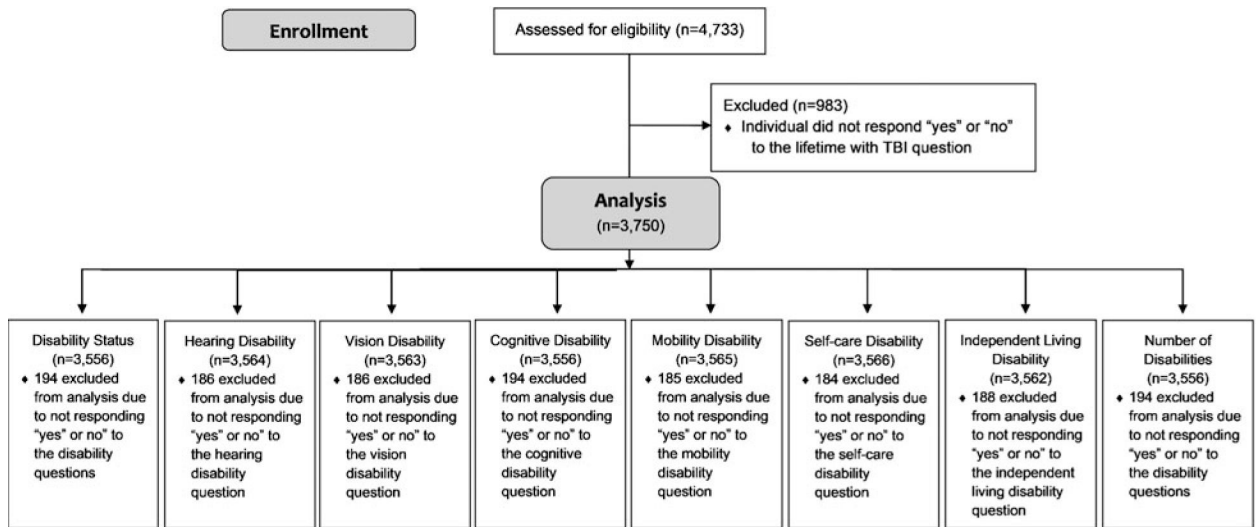 Enrollment
Assessed for eligibility (n=4,733)
Excluded (n=983)
♦ Individual did not respond “yes” or “no”
to the lifetime with TBI question
Analysis
(n=3,750)
Disability Status
(n=3,556)
♦ 194 excluded
from analysis due
to not responding
“yes” or no” to
the disability
questions
Hearing Disability
(n=3,564)
♦ 186 excluded
from analysis due
to not responding
“yes” or no” to
the hearing
disability
question
Vision Disability
(n=3,563)
♦ 186 excluded
from analysis due
to not responding
“yes” or no” to
the vision
disability
question
Cognitive Disability
(n=3,556)
♦ 194 excluded
from analysis due
to not responding
“yes” or no” to
the cognitive
disability
question
Mobility Disability
(n=3,565)
♦ 185 excluded
from analysis due
to not responding
“yes” or no” to
the mobility
disability
question
Self-care Disability
(n=3,566)
♦ 184 excluded
from analysis due
to not responding
“yes” or no” to
the self-care
disability
question
Independent Living
Disability
(n=3,562)
♦ 188 excluded
from analysis due
to not responding
“yes” or no” to
the independent
living disability
question
Number of
Disabilities
(n=3,556)
♦ 194 excluded
from analysis due
to not responding
“yes” or no” to
the disability
questions